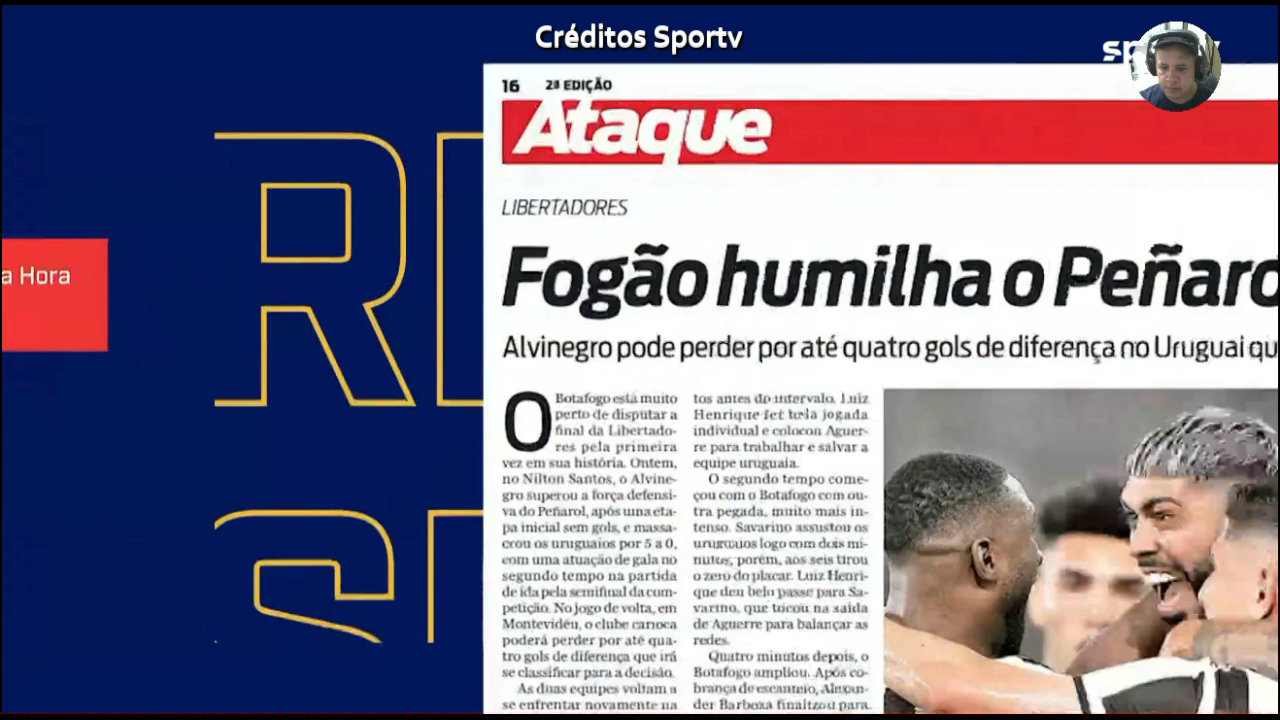 Créditos Sportv
16 2ª EDIÇÃO
Ataque
a Hora
LIBERTADORES
Fogão humilha o Peñaro
Alvinegro pode perder por até quatro gols de diferença no Uruguai qu
O Botafogo está muito
perto de disputar a
final da Libertado-
res pela primeira
vez em sua história. Ontem,
no Nilton Santos, o Alvine-
gro superou a força defensi-
va do Peñarol, após uma eta-
pa inicial sem gols, e massa-
crou os uruguaios por 5 a 0,
com uma atuação de gala no
segundo tempo na partida
de ida pela semifinal da com-
petição. No jogo de volta, em
Montevidéu, o clube carioca
poderá perder por até qua-
tro gols de diferença que irá
se classificar para a decisão.
As duas equipes voltam a
se enfrentar novamente na
tos antes do intervalo. Luiz
Henrique fez toda jogada
individual e colocou Aguer-
re para trabalhar e salvar a
equipe uruguaia.
O segundo tempo come-
çou com o Botafogo com ou-
tra pegada, muito mais in-
tenso. Savarino assustou os
uruguaios logo com dois mi-
nutos, porém, aos seis tirou
o zero do placar. Luiz Henri-
que deu belo passe para Sa-
varino, que tocou na saída
de Aguerre para balançar as
redes.
Quatro minutos depois, o
Botafogo ampliou. Após co-
brança de escanteio, Alexan-
der Barboza finalizou para